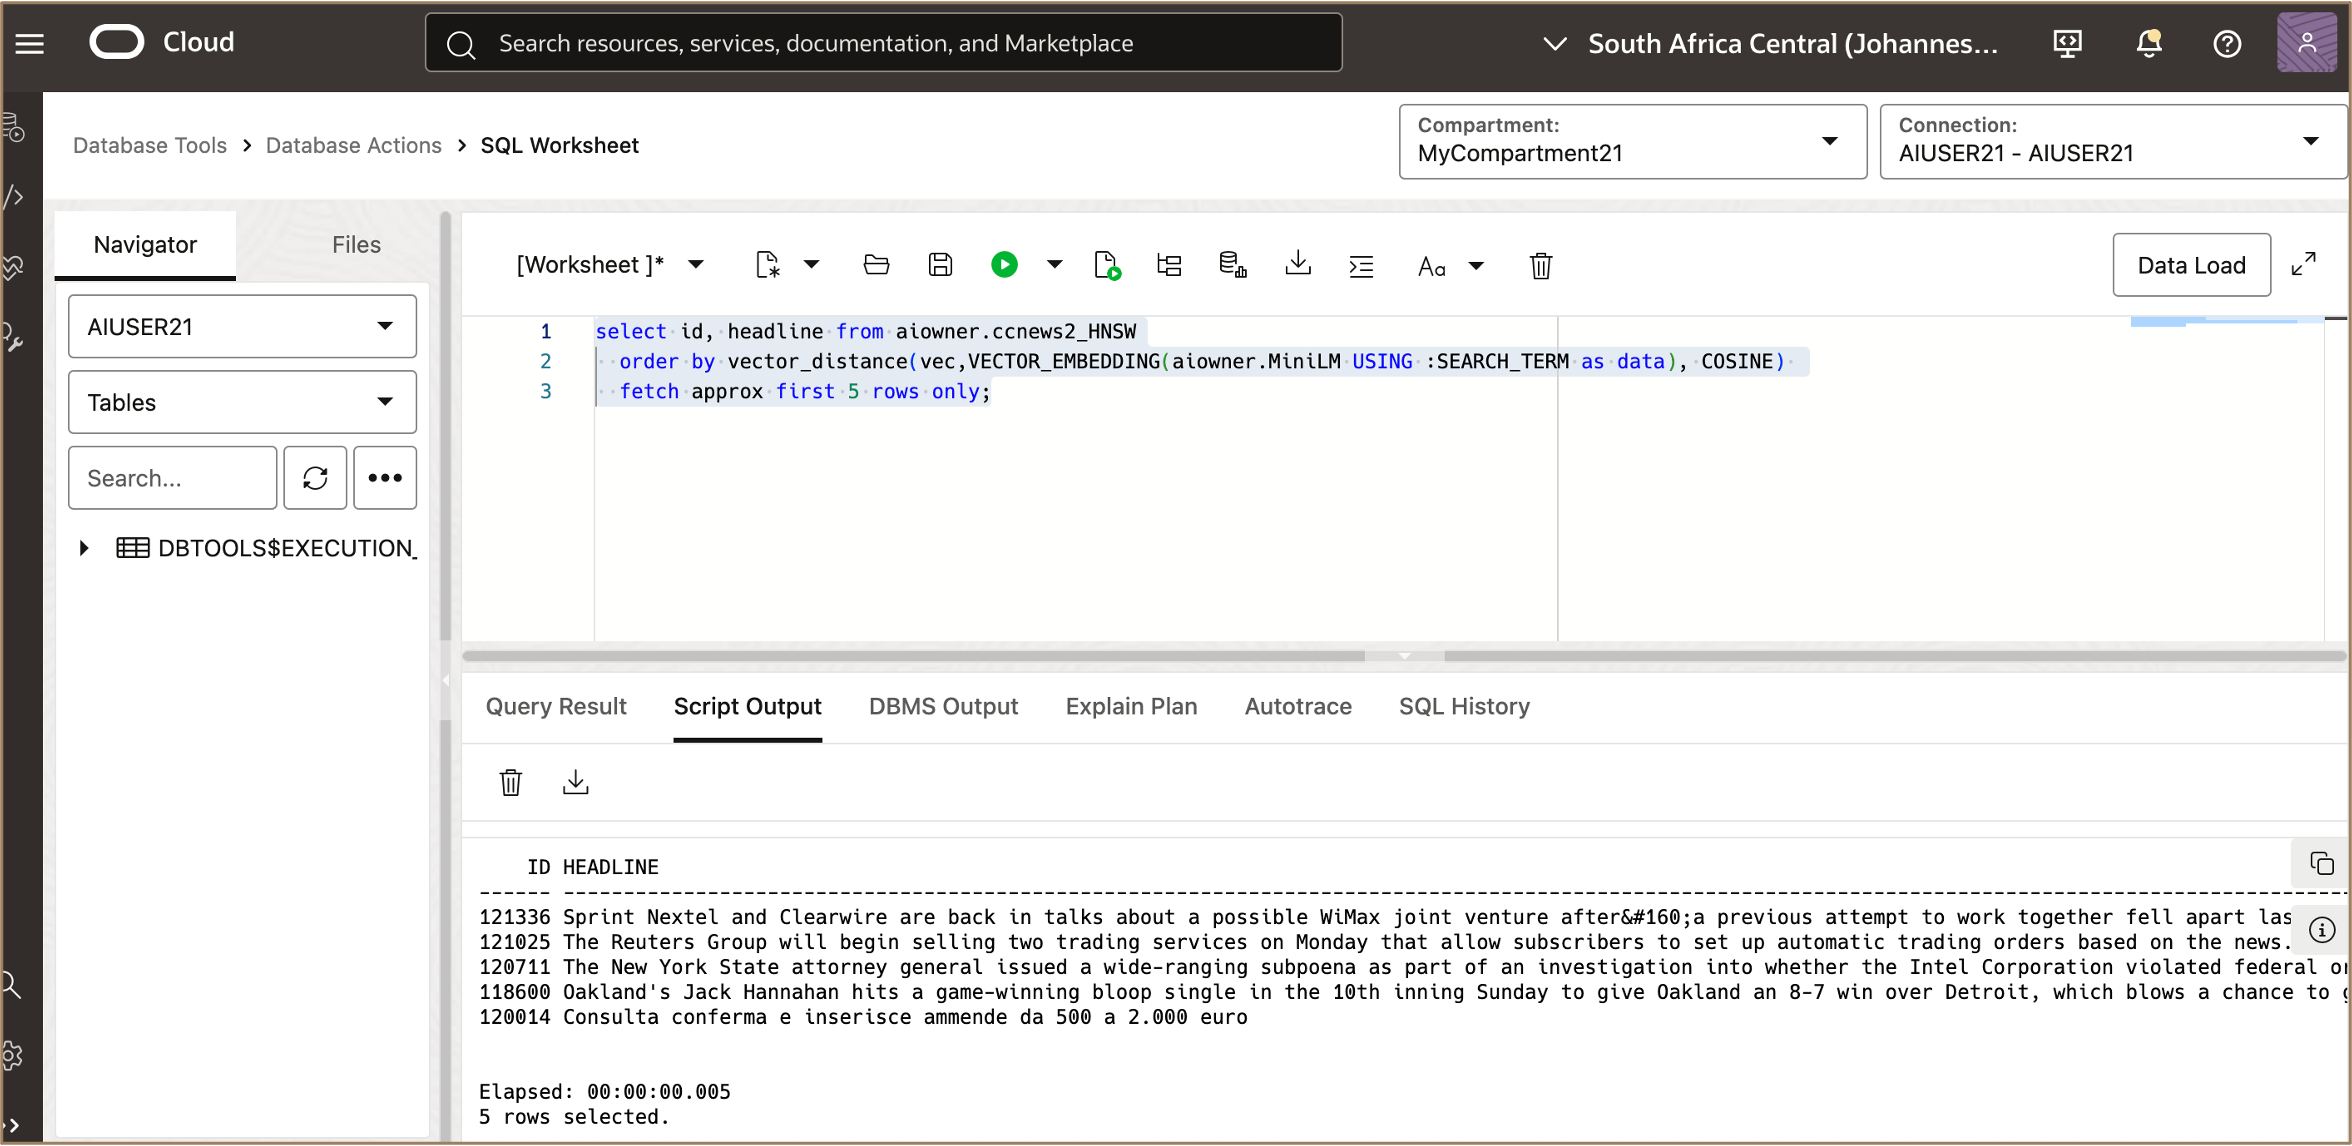 Cloud
Search resources, services, documentation, and Marketplace
South Africa Central (Johannes...
Database Tools > Database Actions > SQL Worksheet
Compartment:
MyCompartment21
Connection:
AIUSER21 - AIUSER21
Navigator
Files
[Worksheet ]*
Aa
Data Load
AIUSER21
Tables
Search...
DBTOOLS$EXECUTION_
1 select id, headline from aiowner.ccnews2_HNSW
2 order by vector_distance(vec,VECTOR_EMBEDDING(aiowner.MiniLM USING :SEARCH_TERM as data), COSINE)
3 fetch approx first 5 rows only;
Query Result
Script Output
DBMS Output
Explain Plan
Autotrace
SQL History
ID HEADLINE
------ ----------------------------------------------------------------------------------------------------------------------------------------------------
121336 Sprint Nextel and Clearwire are back in talks about a possible WiMax joint venture after&#160;a previous attempt to work together fell apart las
121025 The Reuters Group will begin selling two trading services on Monday that allow subscribers to set up automatic trading orders based on the news.
120711 The New York State attorney general issued a wide-ranging subpoena as part of an investigation into whether the Intel Corporation violated federal or
118600 Oakland's Jack Hannahan hits a game-winning bloop single in the 10th inning Sunday to give Oakland an 8-7 win over Detroit, which blows a chance to
120014 Consulta conferma e inserisce ammende da 500 a 2.000 euro
Elapsed: 00:00:00.005
5 rows selected.